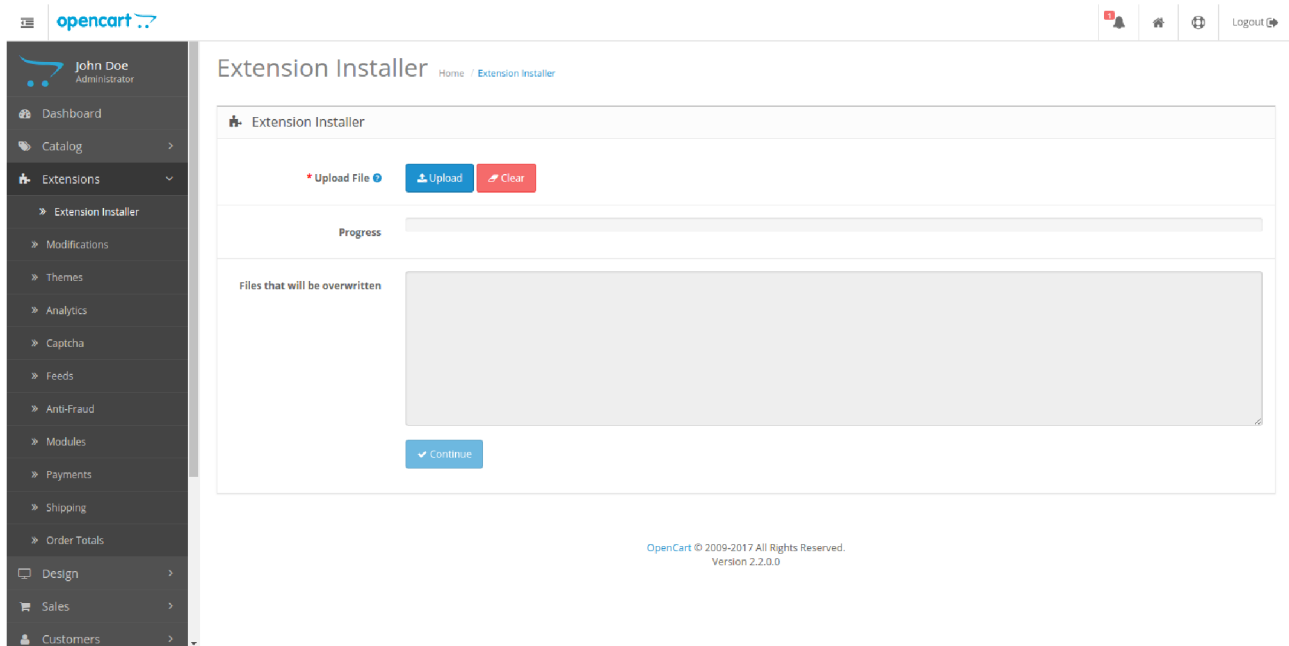 opencart
1
Logout
John Doe
Administrator
Dashboard
Catalog
Extensions
Extension Installer
Modifications
Themes
Analytics
Captcha
Feeds
Anti-Fraud
Modules
Payments
Shipping
Order Totals
Design
Sales
Customers
Extension Installer Home / Extension Installer
Extension Installer
* Upload File Upload Clear
Progress
Files that will be overwritten
Continue
OpenCart © 2009-2017 All Rights Reserved.
Version 2.2.0.0